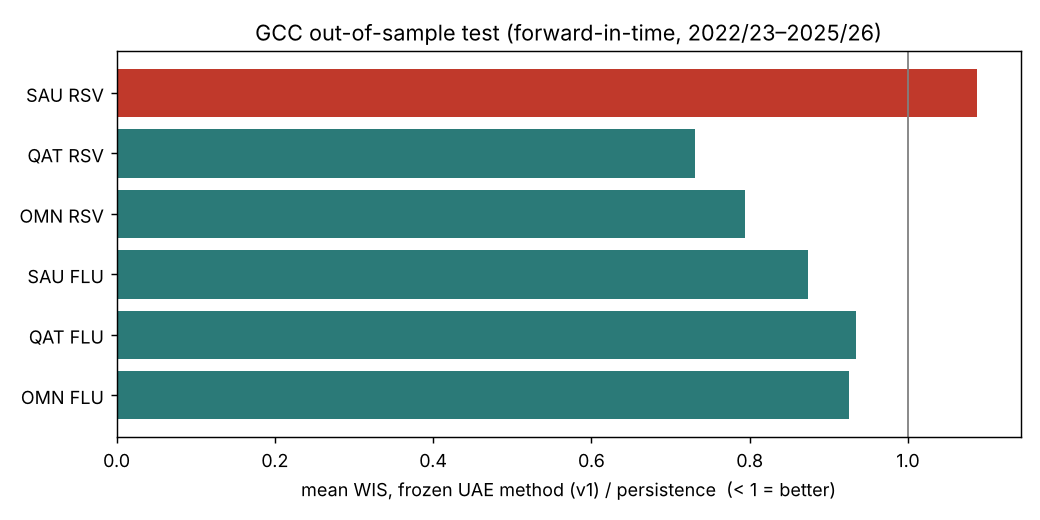 GCC out-of-sample test (forward-in-time, 2022/23–2025/26)
SAU RSV
QAT RSV
OMN RSV
SAU FLU
QAT FLU
OMN FLU
0.0 0.2 0.4 0.6 0.8 1.0
mean WIS, frozen UAE method (v1) / persistence (< 1 = better)